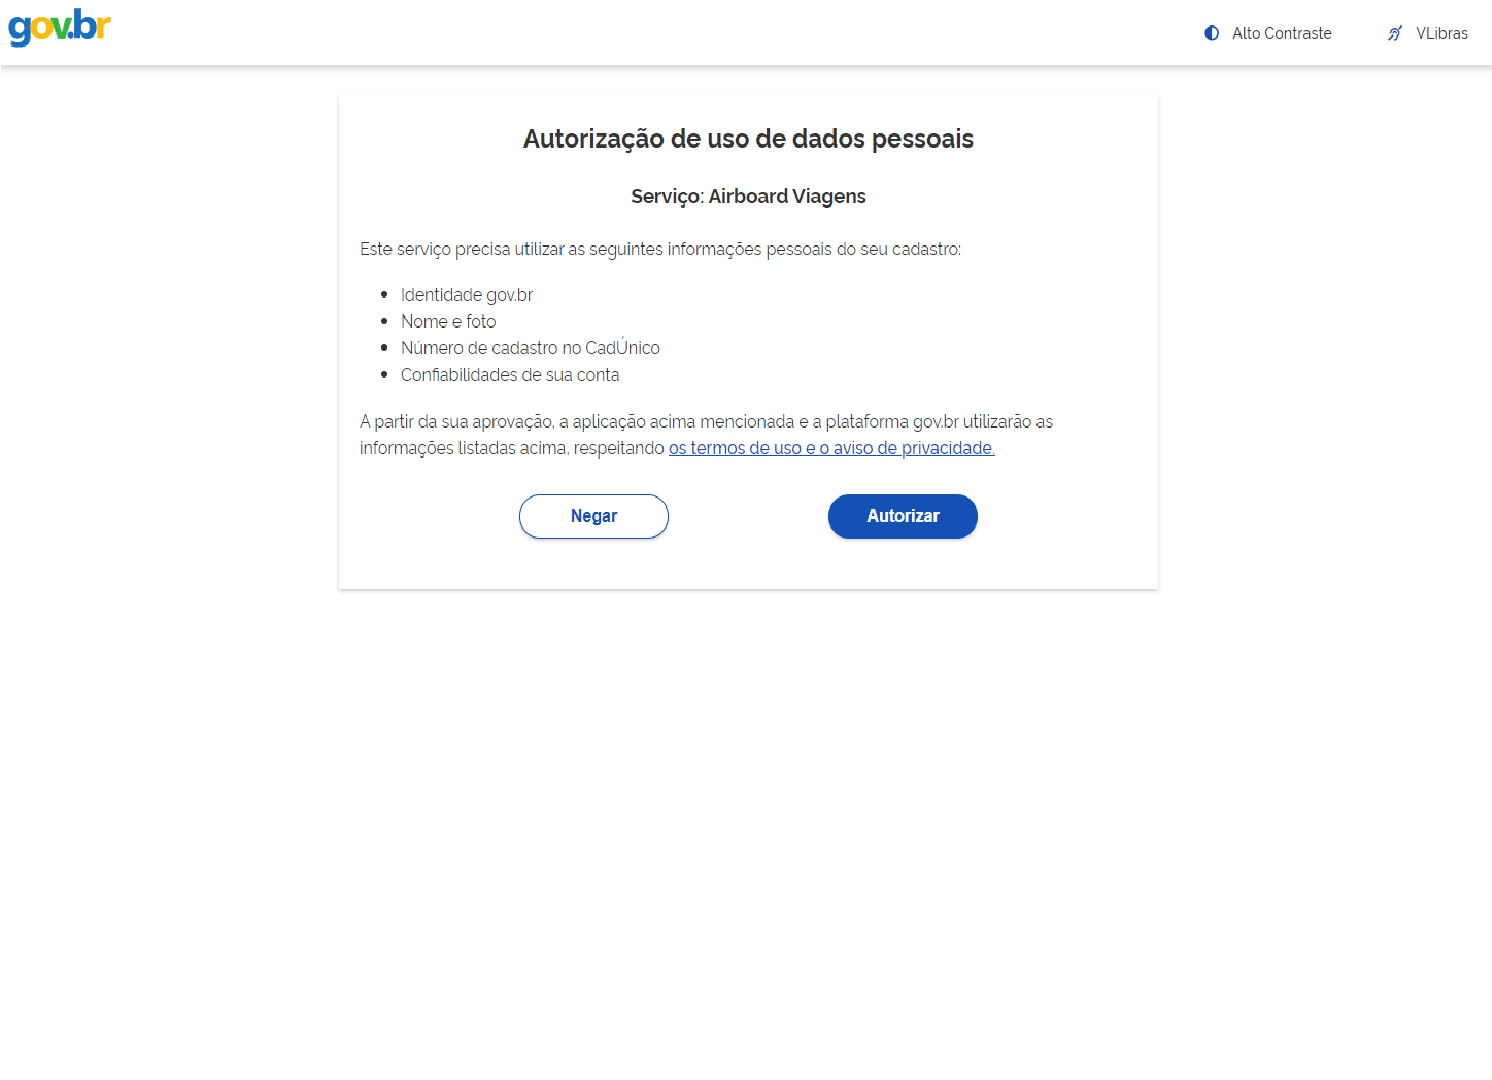 gov.br
Alto Contraste
VLibras
Autorização de uso de dados pessoais
Serviço: Airboard Viagens
Este serviço precisa utilizar as seguintes informações pessoais do seu cadastro:
Identidade gov.br
Nome e foto
Número de cadastro no CadÚnico
Confiabilidades de sua conta
A partir da sua aprovação, a aplicação acima mencionada e a plataforma gov.br utilizarão as
informações listadas acima, respeitando os termos de uso e o aviso de privacidade.
Negar
Autorizar